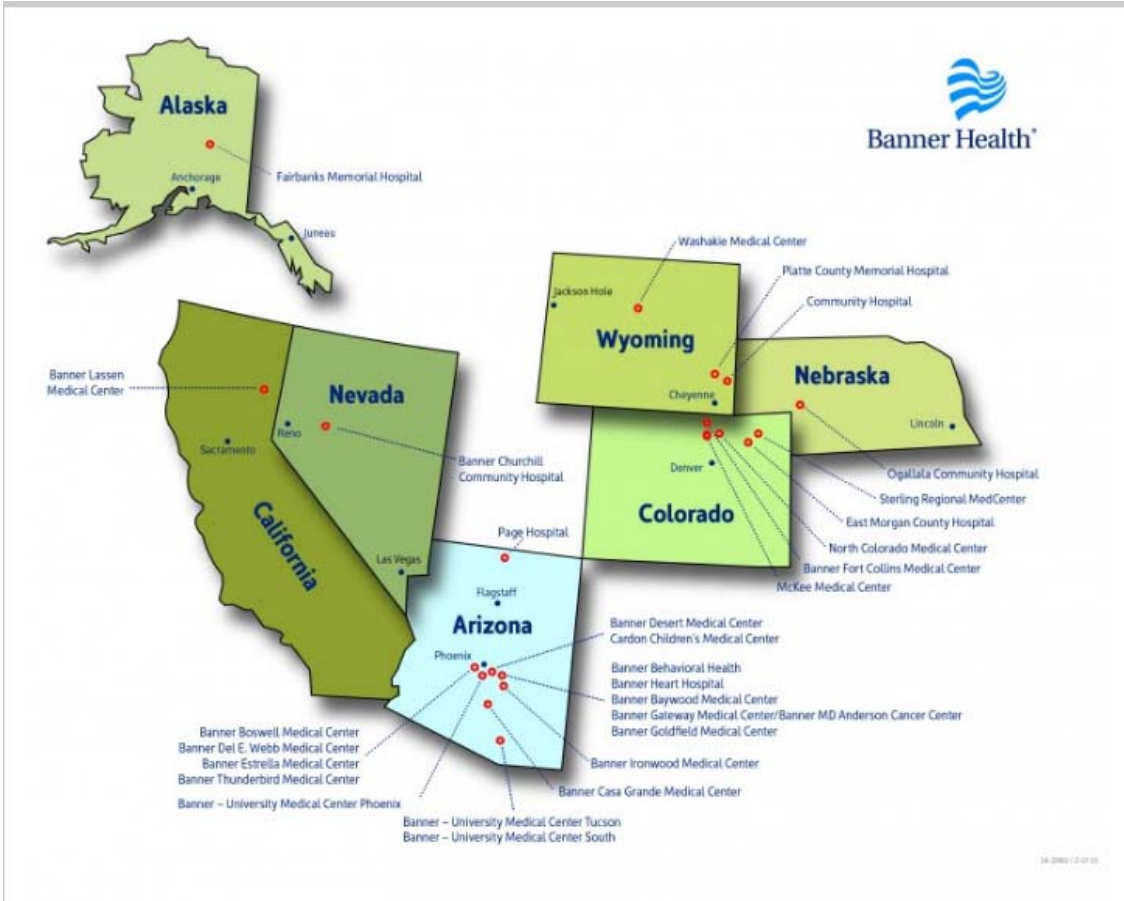 Alaska
Fairbanks Memorial Hospital
Anchorage
Juneau
Banner Health®
Washakie Medical Center
Platte County Memorial Hospital
Community Hospital
Jackson Hole
Wyoming
Cheyenne
Nebraska
Lincoln
Banner Lassen
Medical Center
Nevada
Reno
Sacramento
Banner Churchill
Community Hospital
California
Las Vegas
Denver
Colorado
Ogallala Community Hospital
Sterling Regional MedCenter
East Morgan County Hospital
North Colorado Medical Center
Banner Fort Collins Medical Center
McKee Medical Center
Page Hospital
Flagstaff
Arizona
Phoenix
Banner Desert Medical Center
Cardon Children's Medical Center
Banner Behavioral Health
Banner Heart Hospital
Banner Baywood Medical Center
Banner Gateway Medical Center/Banner MD Anderson Cancer Center
Banner Goldfield Medical Center
Banner Ironwood Medical Center
Banner Casa Grande Medical Center
Banner Boswell Medical Center
Banner Del E. Webb Medical Center
Banner Estrella Medical Center
Banner Thunderbird Medical Center
Banner – University Medical Center Phoenix
Banner – University Medical Center Tucson
Banner – University Medical Center South